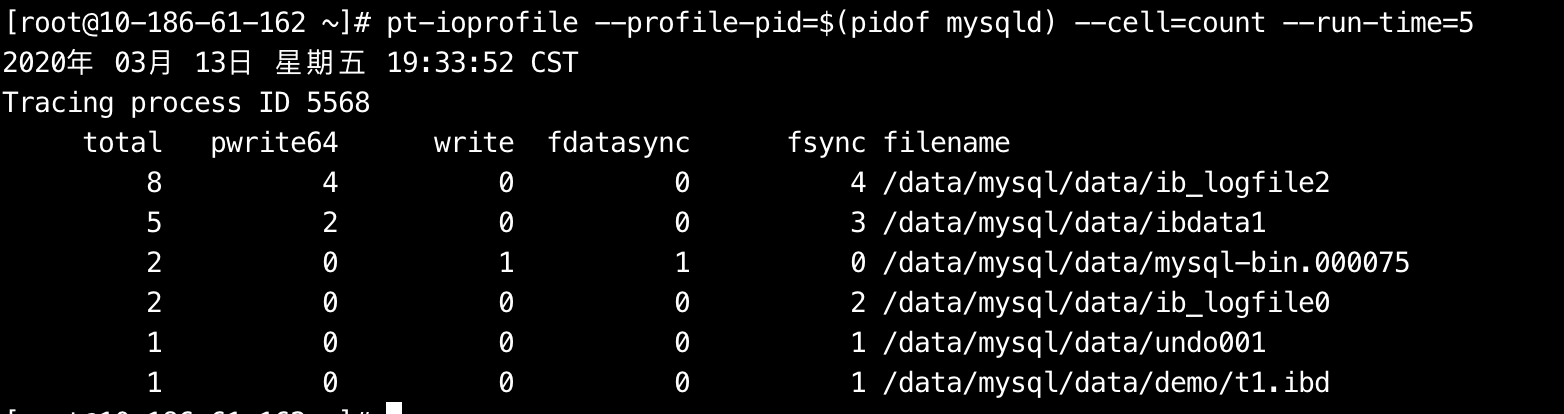 [root@10-186-61-162 ~]# pt-ioprofile --profile-pid=$(pidof mysqld) --cell=count --run-time=5
2020年 03月 13日 星期五 19:33:52 CST
Tracing process ID 5568
total pwrite64 write fdatasync fsync filename
8 4 0 0 4 /data/mysql/data/ib_logfile2
5 2 0 0 3 /data/mysql/data/ibdata1
2 0 1 1 0 /data/mysql/data/mysql-bin.000075
2 0 0 0 2 /data/mysql/data/ib_logfile0
1 0 0 0 1 /data/mysql/data/undo001
1 0 0 0 1 /data/mysql/data/demo/t1.ibd
[root@10-186-61-162 ~]#